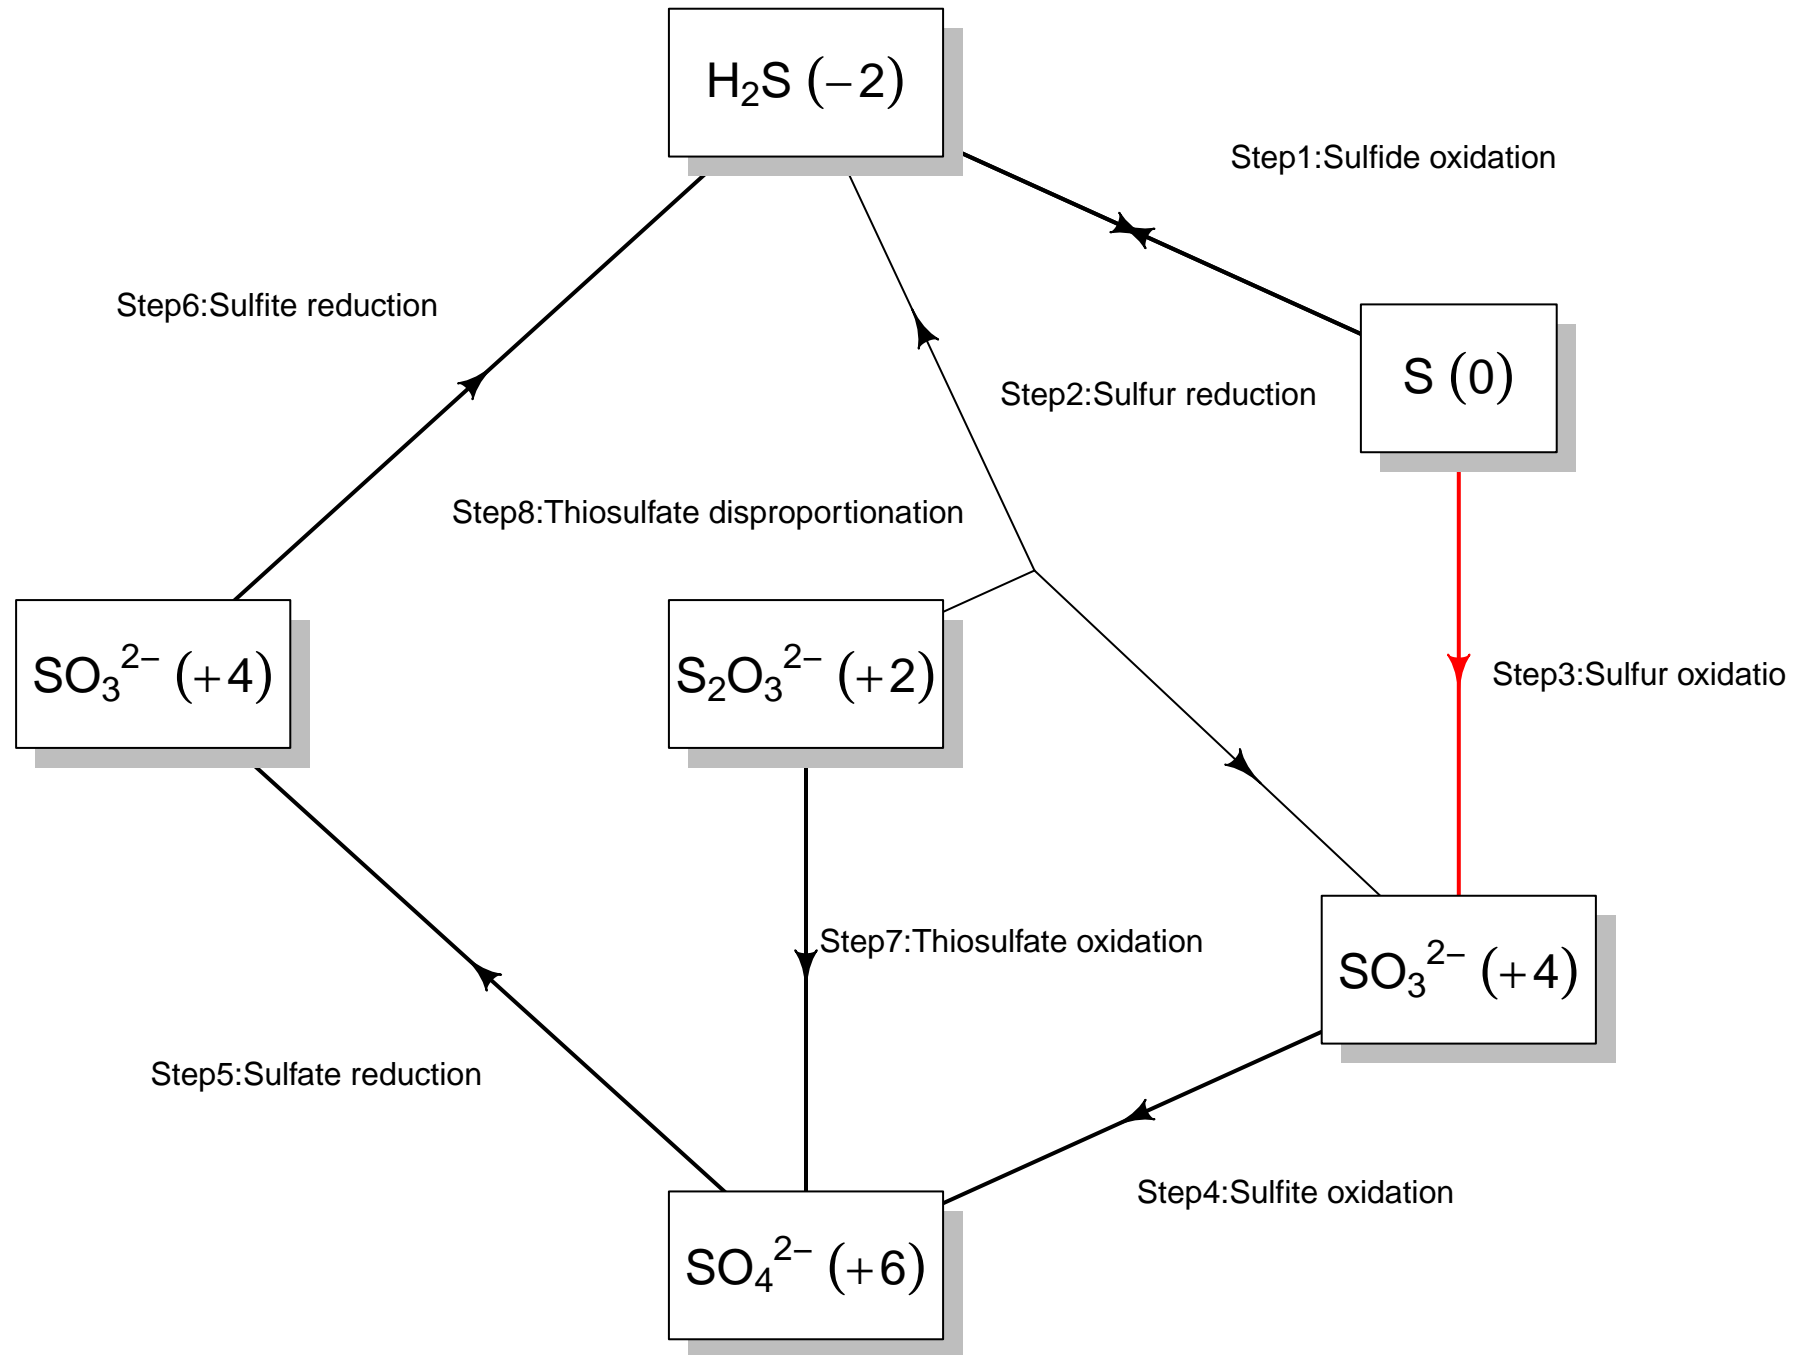 H₂S (−2)
Step1:Sulfide oxidation
Step6:Sulfite reduction
S (0)
Step2:Sulfur reduction
Step8:Thiosulfate disproportionation
SO₃²⁻ (+4)
S₂O₃²⁻ (+2)
Step3:Sulfur oxidatio
Step7:Thiosulfate oxidation
SO₃²⁻ (+4)
Step5:Sulfate reduction
Step4:Sulfite oxidation
SO₄²⁻ (+6)